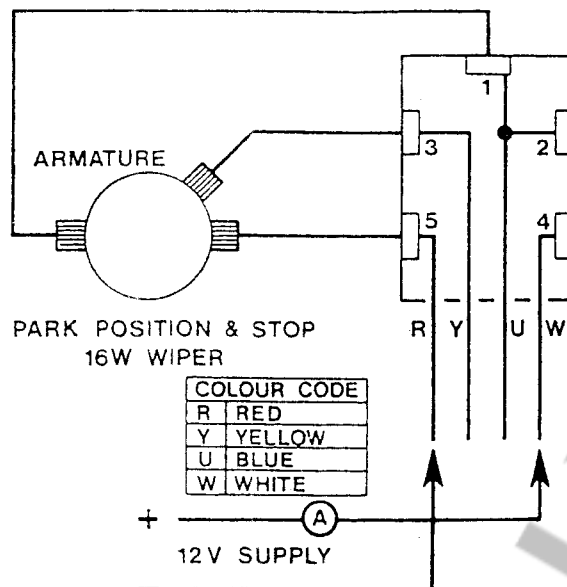 1
ARMATURE
3
2
5
4
PARK POSITION & STOP
16W WIPER
R Y U W
COLOUR CODE
R RED
Y YELLOW
U BLUE
W WHITE
+ A
12V SUPPLY